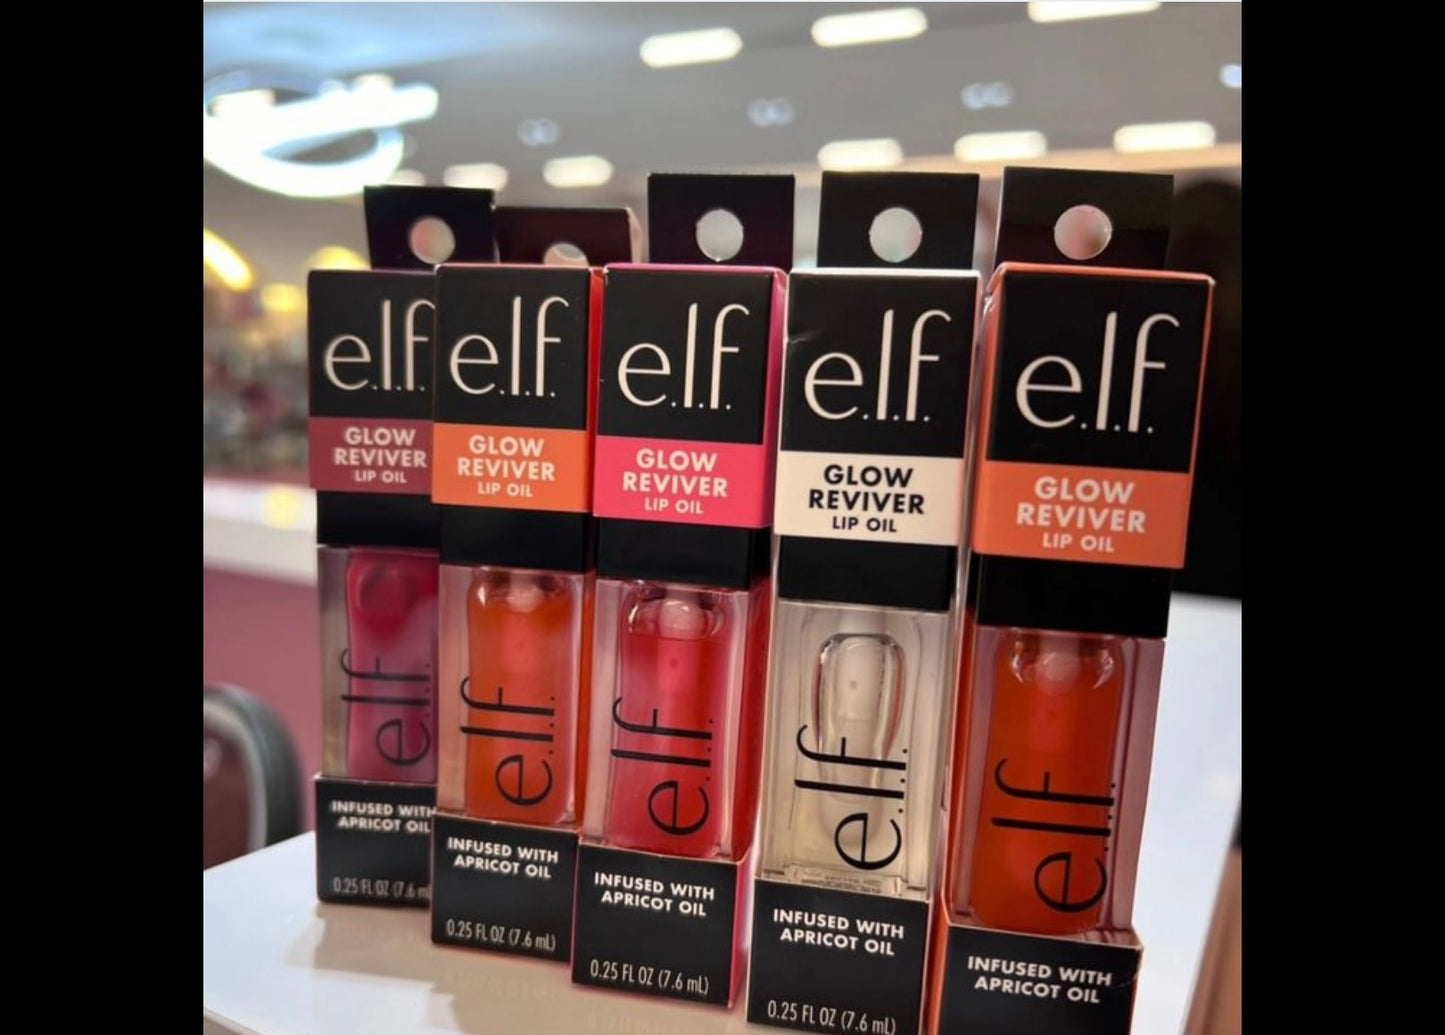 e.l.f.
GLOW
REVIVER
LIP OIL
e.l.f.
INFUSED WITH
APRICOT OIL
0.25 FL OZ (7.6 mL
e.l.f.
GLOW
REVIVER
LIP OIL
e.l.f.
INFUSED WITH
APRICOT OIL
0.25 FL OZ (7.6 mL)
e.l.f.
GLOW
REVIVER
LIP OIL
e.l.f.
INFUSED WITH
APRICOT OIL
0.25 FL OZ (7.6 mL)
e.l.f.
GLOW
REVIVER
LIP OIL
e.l.f.
INFUSED WITH
APRICOT OIL
0.25 FL OZ (7.6 mL)
e.l.f.
GLOW
REVIVER
LIP OIL
e.l.f.
INFUSED WITH
APRICOT OIL